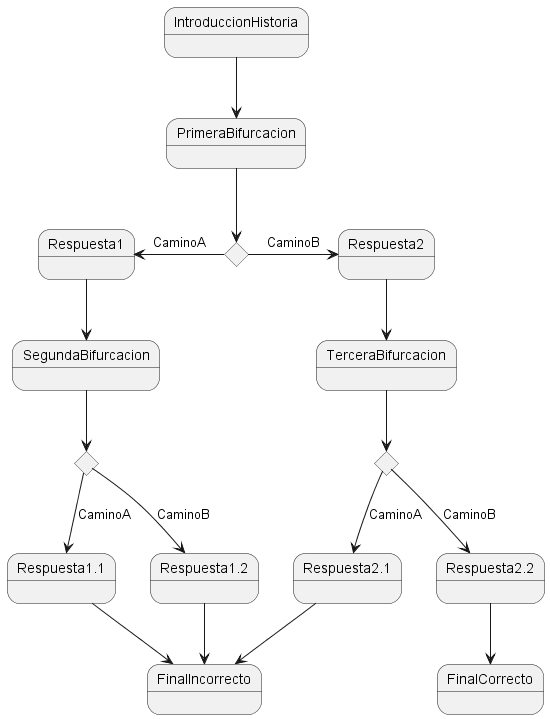 IntroduccionHistoria
PrimeraBifurcacion
CaminoA
CaminoB
Respuesta1
Respuesta2
SegundaBifurcacion
TerceraBifurcacion
CaminoA
CaminoB
CaminoA
CaminoB
Respuesta1.1
Respuesta1.2
Respuesta2.1
Respuesta2.2
FinalIncorrecto
FinalCorrecto